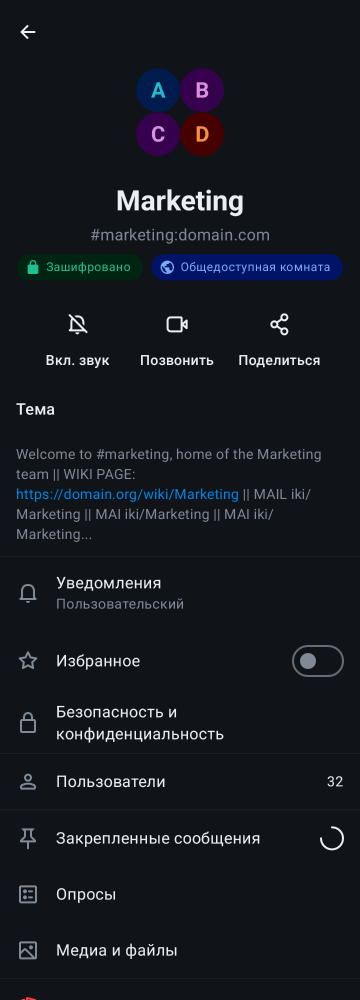 A B
C D
Marketing
#marketing:domain.com
Зашифровано Общедоступная комната
Вкл. звук Позвонить Поделиться
Тема
Welcome to #marketing, home of the Marketing
team || WIKI PAGE:
https://domain.org/wiki/Marketing || MAIL iki/
Marketing || MAI iki/Marketing || MAI iki/
Marketing...
Уведомления
Пользовательский
Избранное
Безопасность и
конфиденциальность
Пользователи 32
Закрепленные сообщения
Опросы
Медиа и файлы